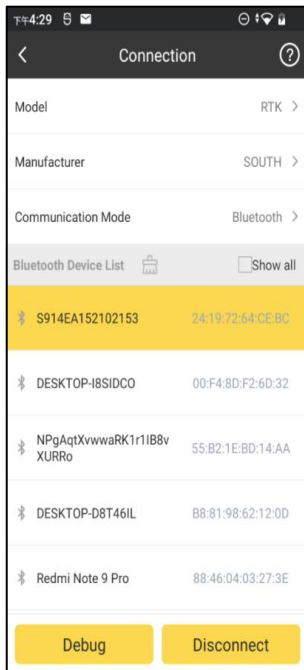 下午4:29
Connection
Model RTK
Manufacturer SOUTH
Communication Mode Bluetooth
Bluetooth Device List Show all
S914EA152102153 24:19:72:64:CE:BC
DESKTOP-I8SIDCO 00:F4:8D:F2:6D:32
NPgAqtXvwwaRK1r1IB8v
XURRo 55:B2:1E:BD:14:AA
DESKTOP-D8T46IL B8:81:98:62:12:0D
Redmi Note 9 Pro 88:46:04:03:27:3E
Debug Disconnect